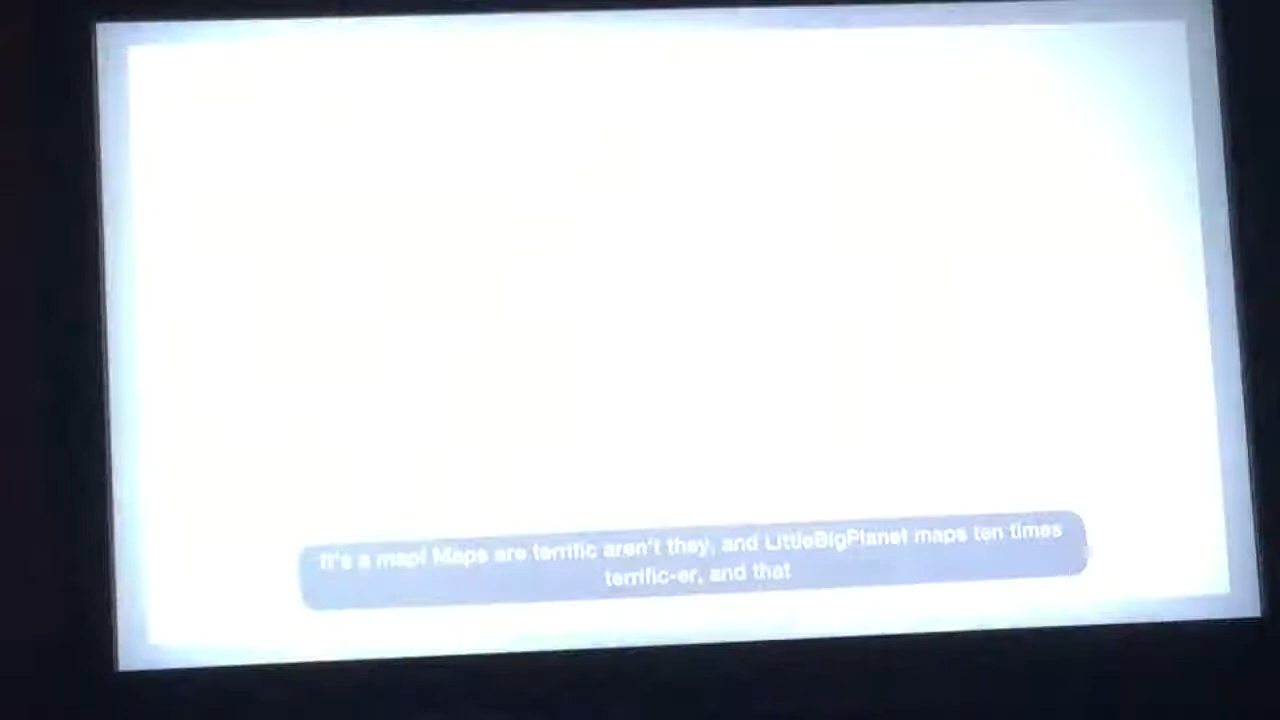 It's a map! Maps are terrific aren't they, and LittleBigPlanet maps ten times
terrific-er, and that